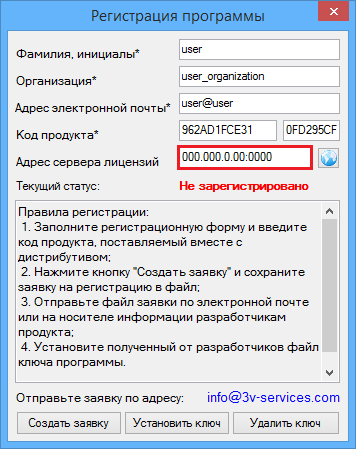 Регистрация программы
Фамилия, инициалы* user
Организация* user_organization
Адрес электронной почты* user@user
Код продукта* 962AD1FCE31 0FD295CF
Адрес сервера лицензий 000.000.0.00:0000
Текущий статус: Не зарегистрировано
Правила регистрации:
1. Заполните регистрационную форму и введите
код продукта, поставляемый вместе с
дистрибутивом;
2. Нажмите кнопку "Создать заявку" и сохраните
заявку на регистрацию в файл;
3. Отправьте файл заявки по электронной почте
или на носителе информации разработчикам
продукта;
4. Установите полученный от разработчиков файл
ключа программы.
Отправьте заявку по адресу: info@3v-services.com
Создать заявку Установить ключ Удалить ключ